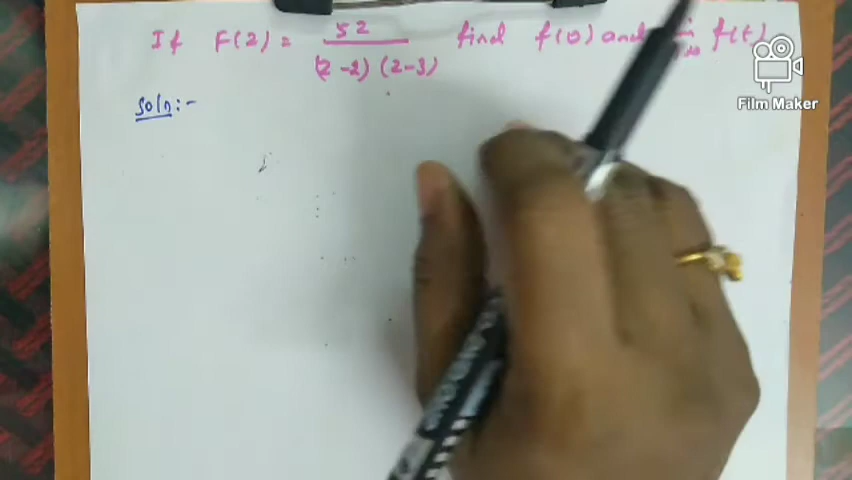 If F(z) = 5z / (z-2) (z-3) find f(0) and f(t)
Soln:-
Film Maker